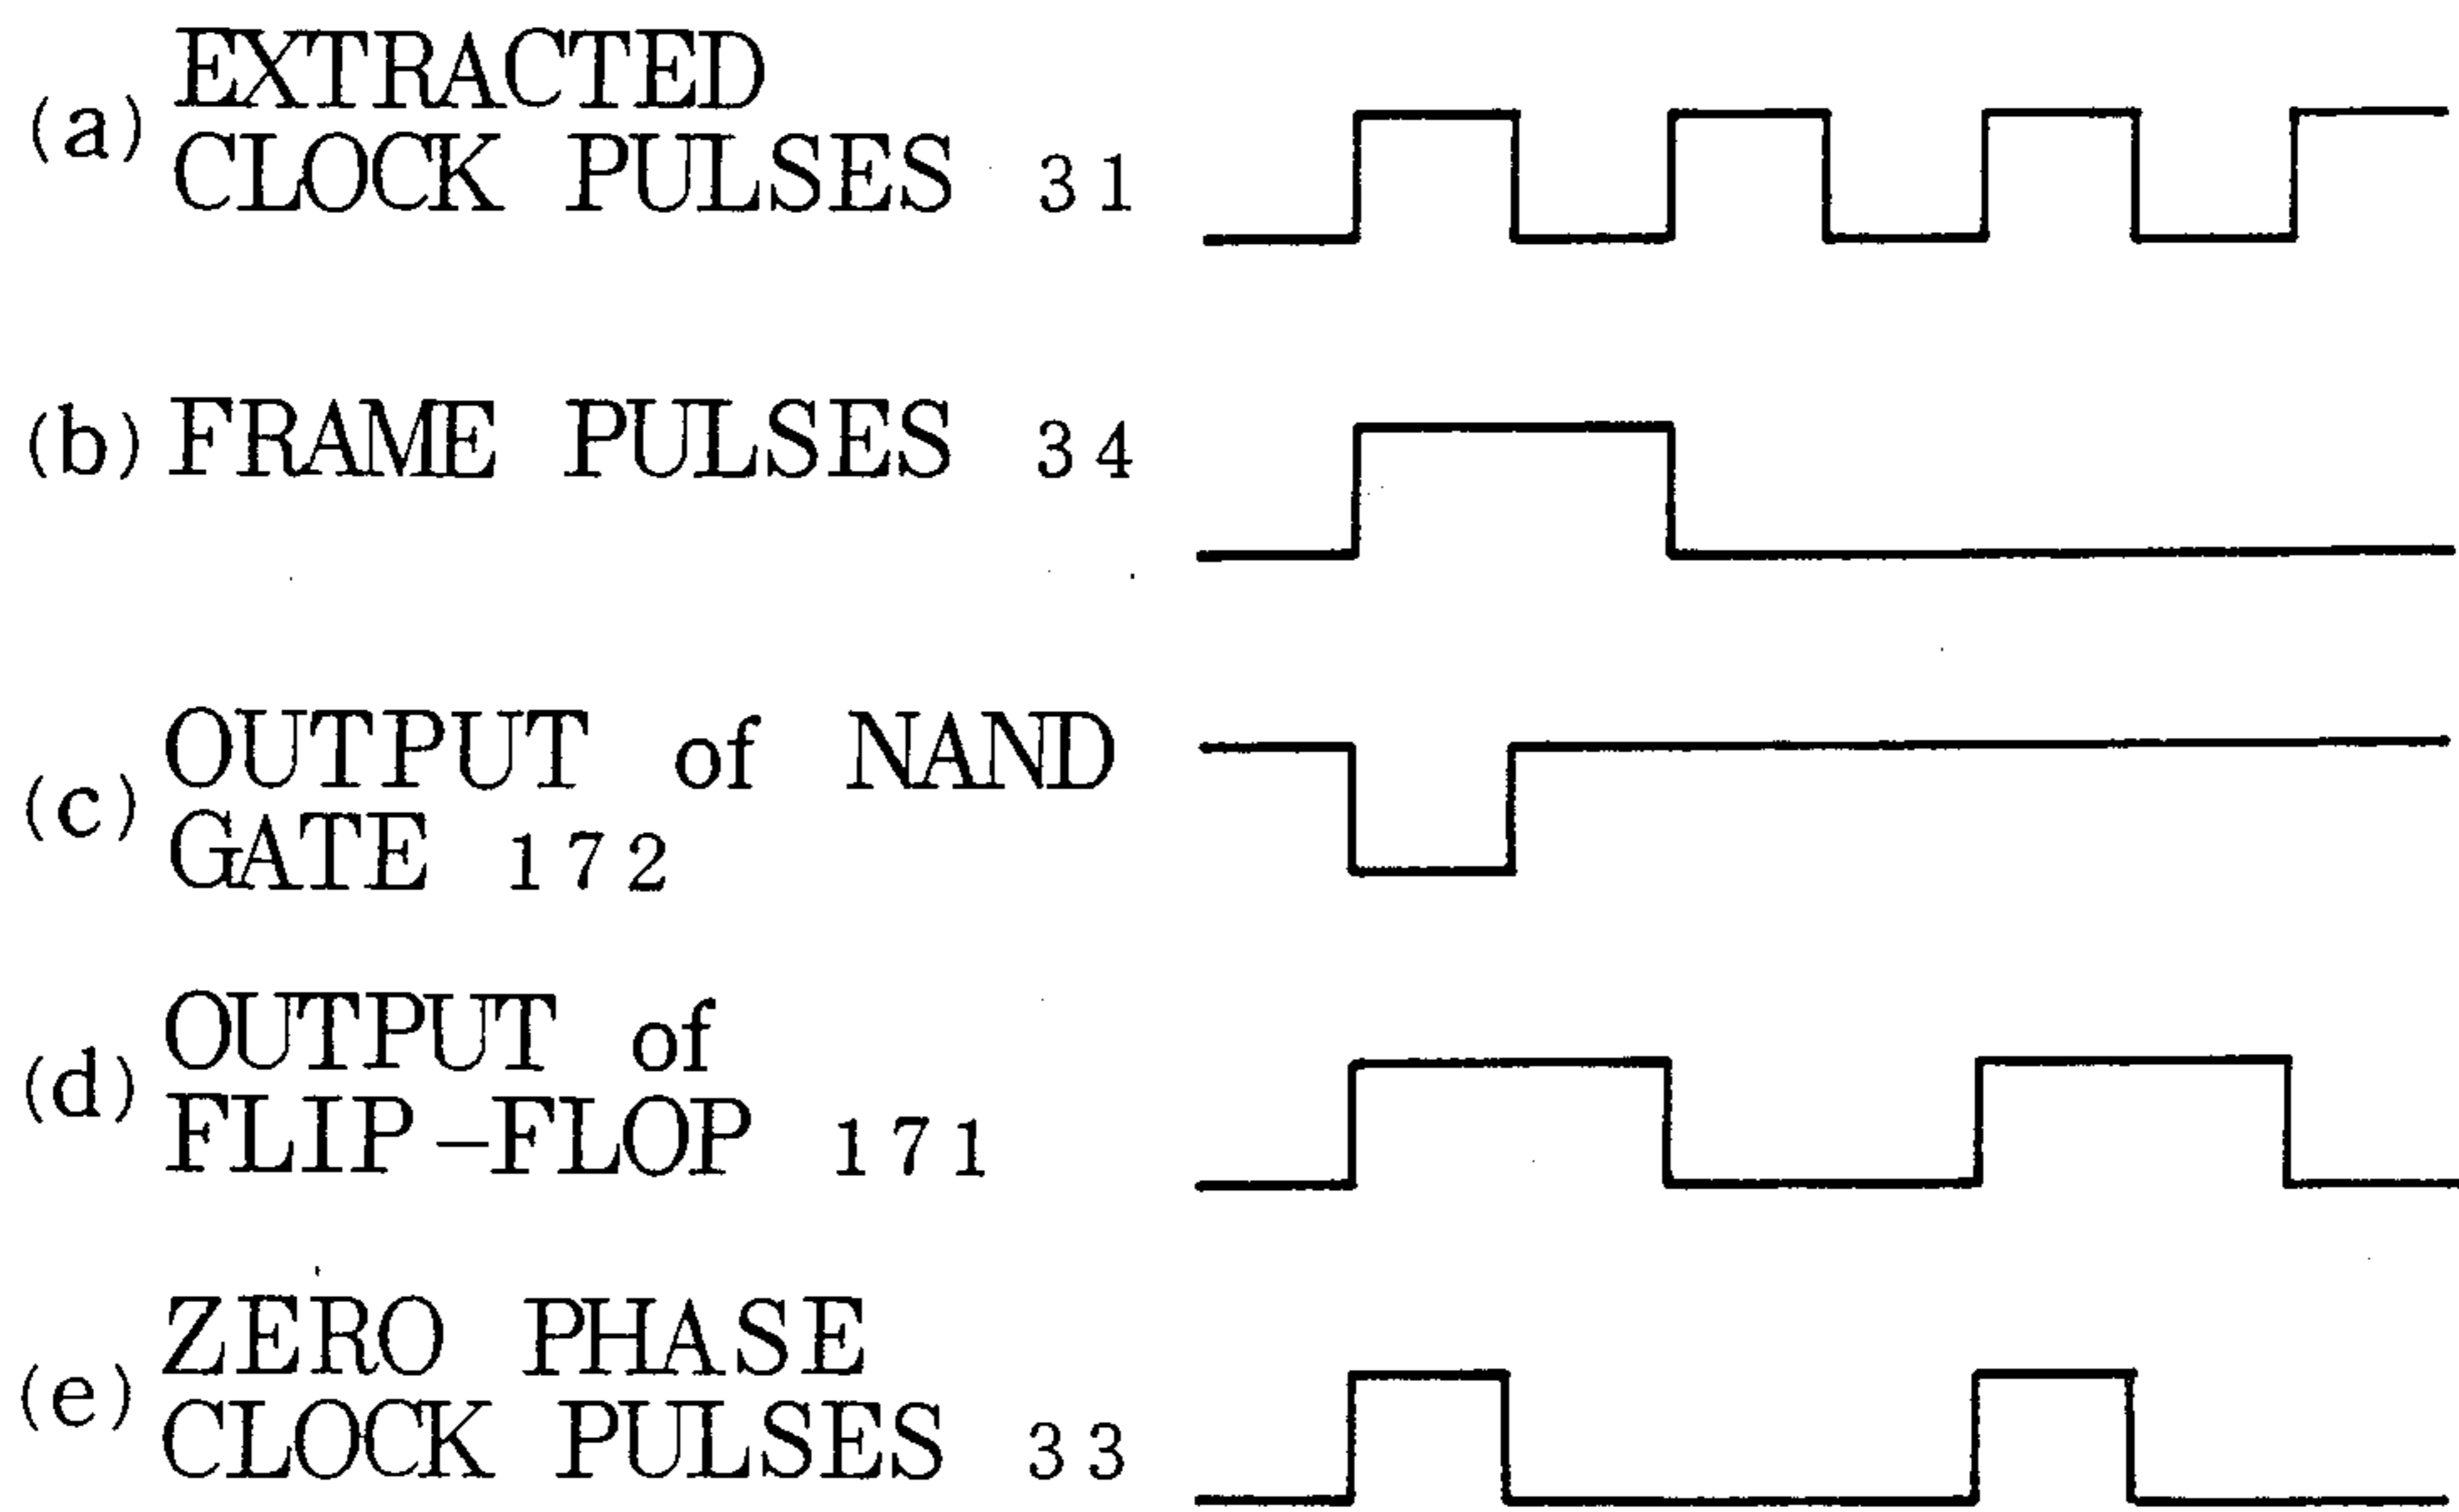 (a) EXTRACTED
CLOCK PULSES 31
(b) FRAME PULSES 34
(c) OUTPUT of NAND
GATE 172
(d) OUTPUT of
FLIP-FLOP 171
(e) ZERO PHASE
CLOCK PULSES 33